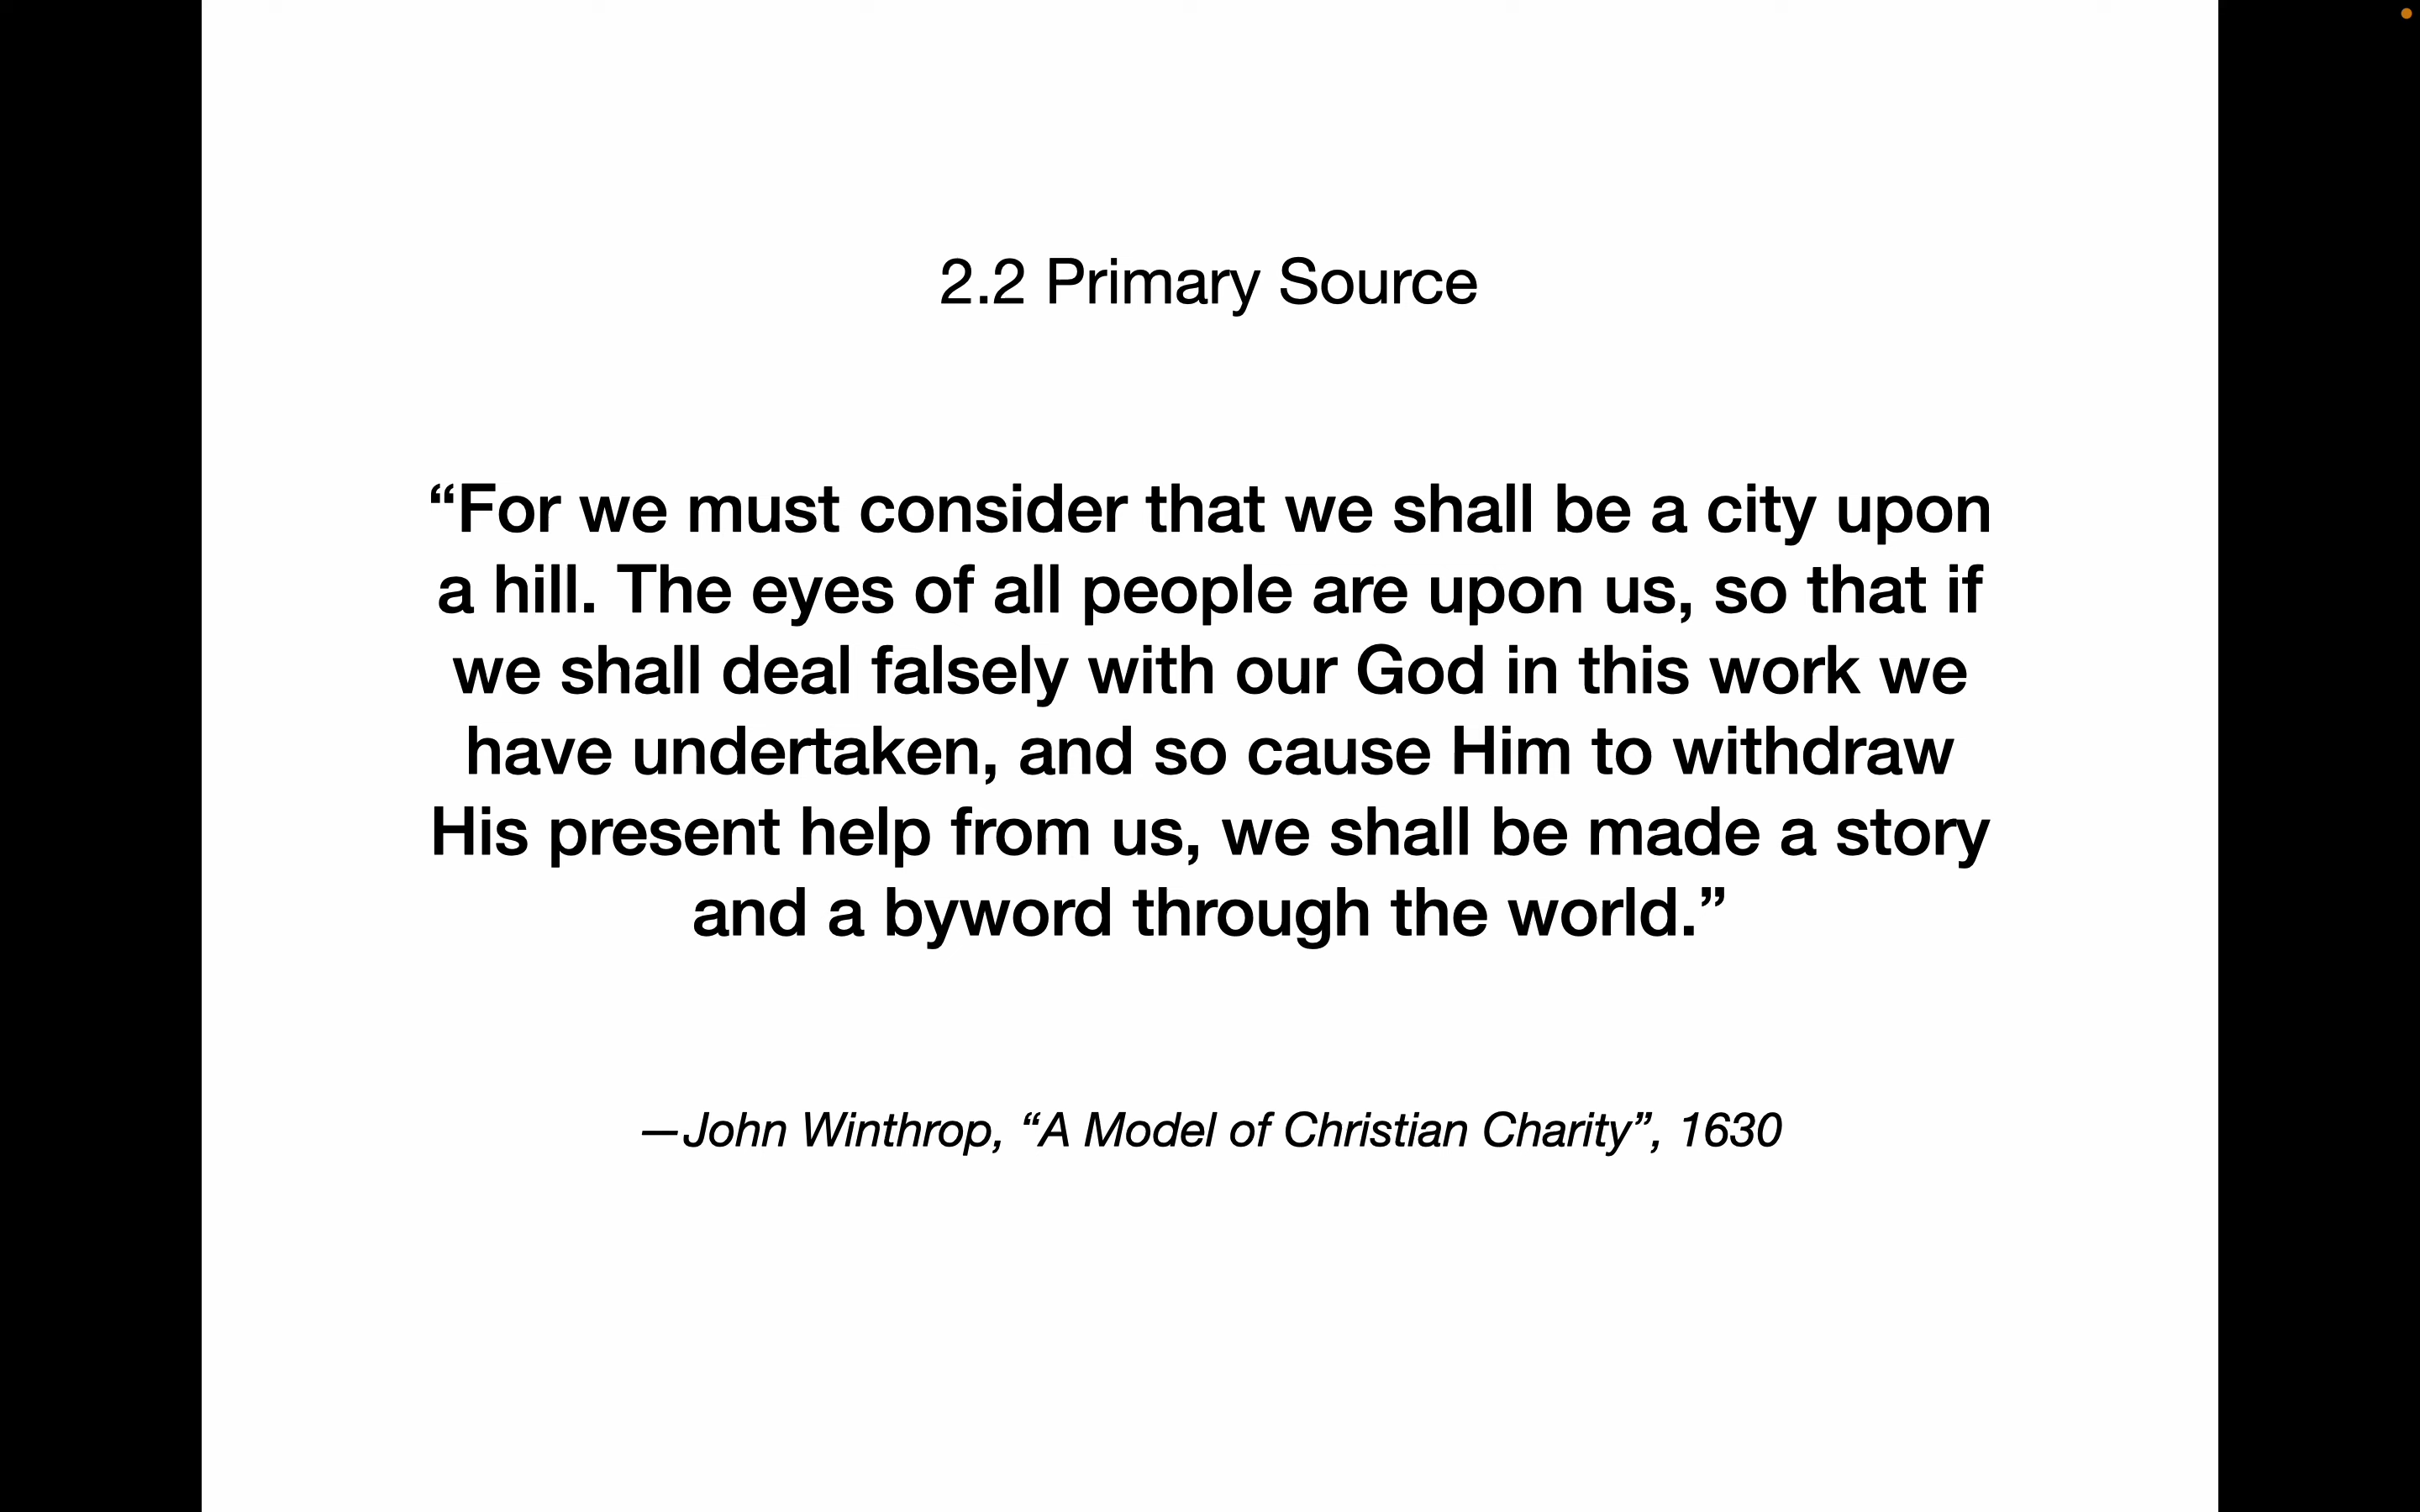 2.2 Primary Source
“For we must consider that we shall be a city upon
a hill. The eyes of all people are upon us, so that if
we shall deal falsely with our God in this work we
have undertaken, and so cause Him to withdraw
His present help from us, we shall be made a story
and a byword through the world.”
—John Winthrop, “A Model of Christian Charity”, 1630